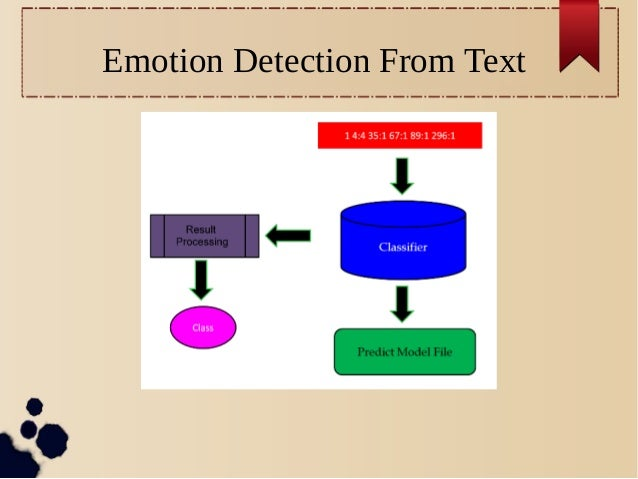 Emotion Detection From Text
1 4:4 35:1 67:1 89:1 296:1
Result
Processing
Classifier
Class
Predict Model File